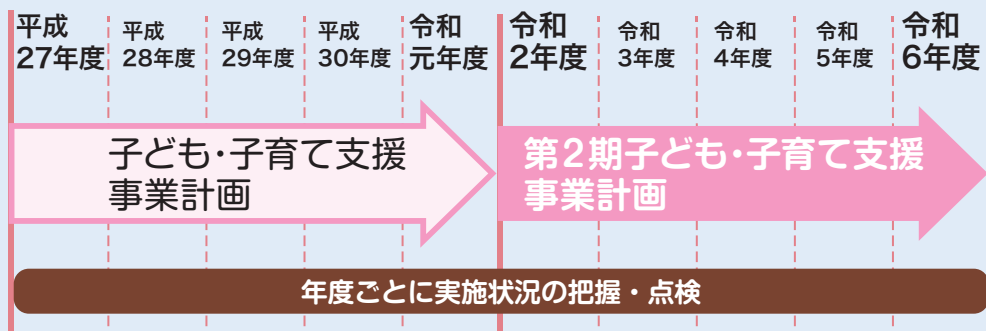 平成
27年度
平成
28年度
平成
29年度
平成
30年度
令和
元年度
令和
2年度
令和
3年度
令和
4年度
令和
5年度
令和
6年度
子ども・子育て支援
事業計画
第2期子ども・子育て支援
事業計画
年度ごとに実施状況の把握・点検